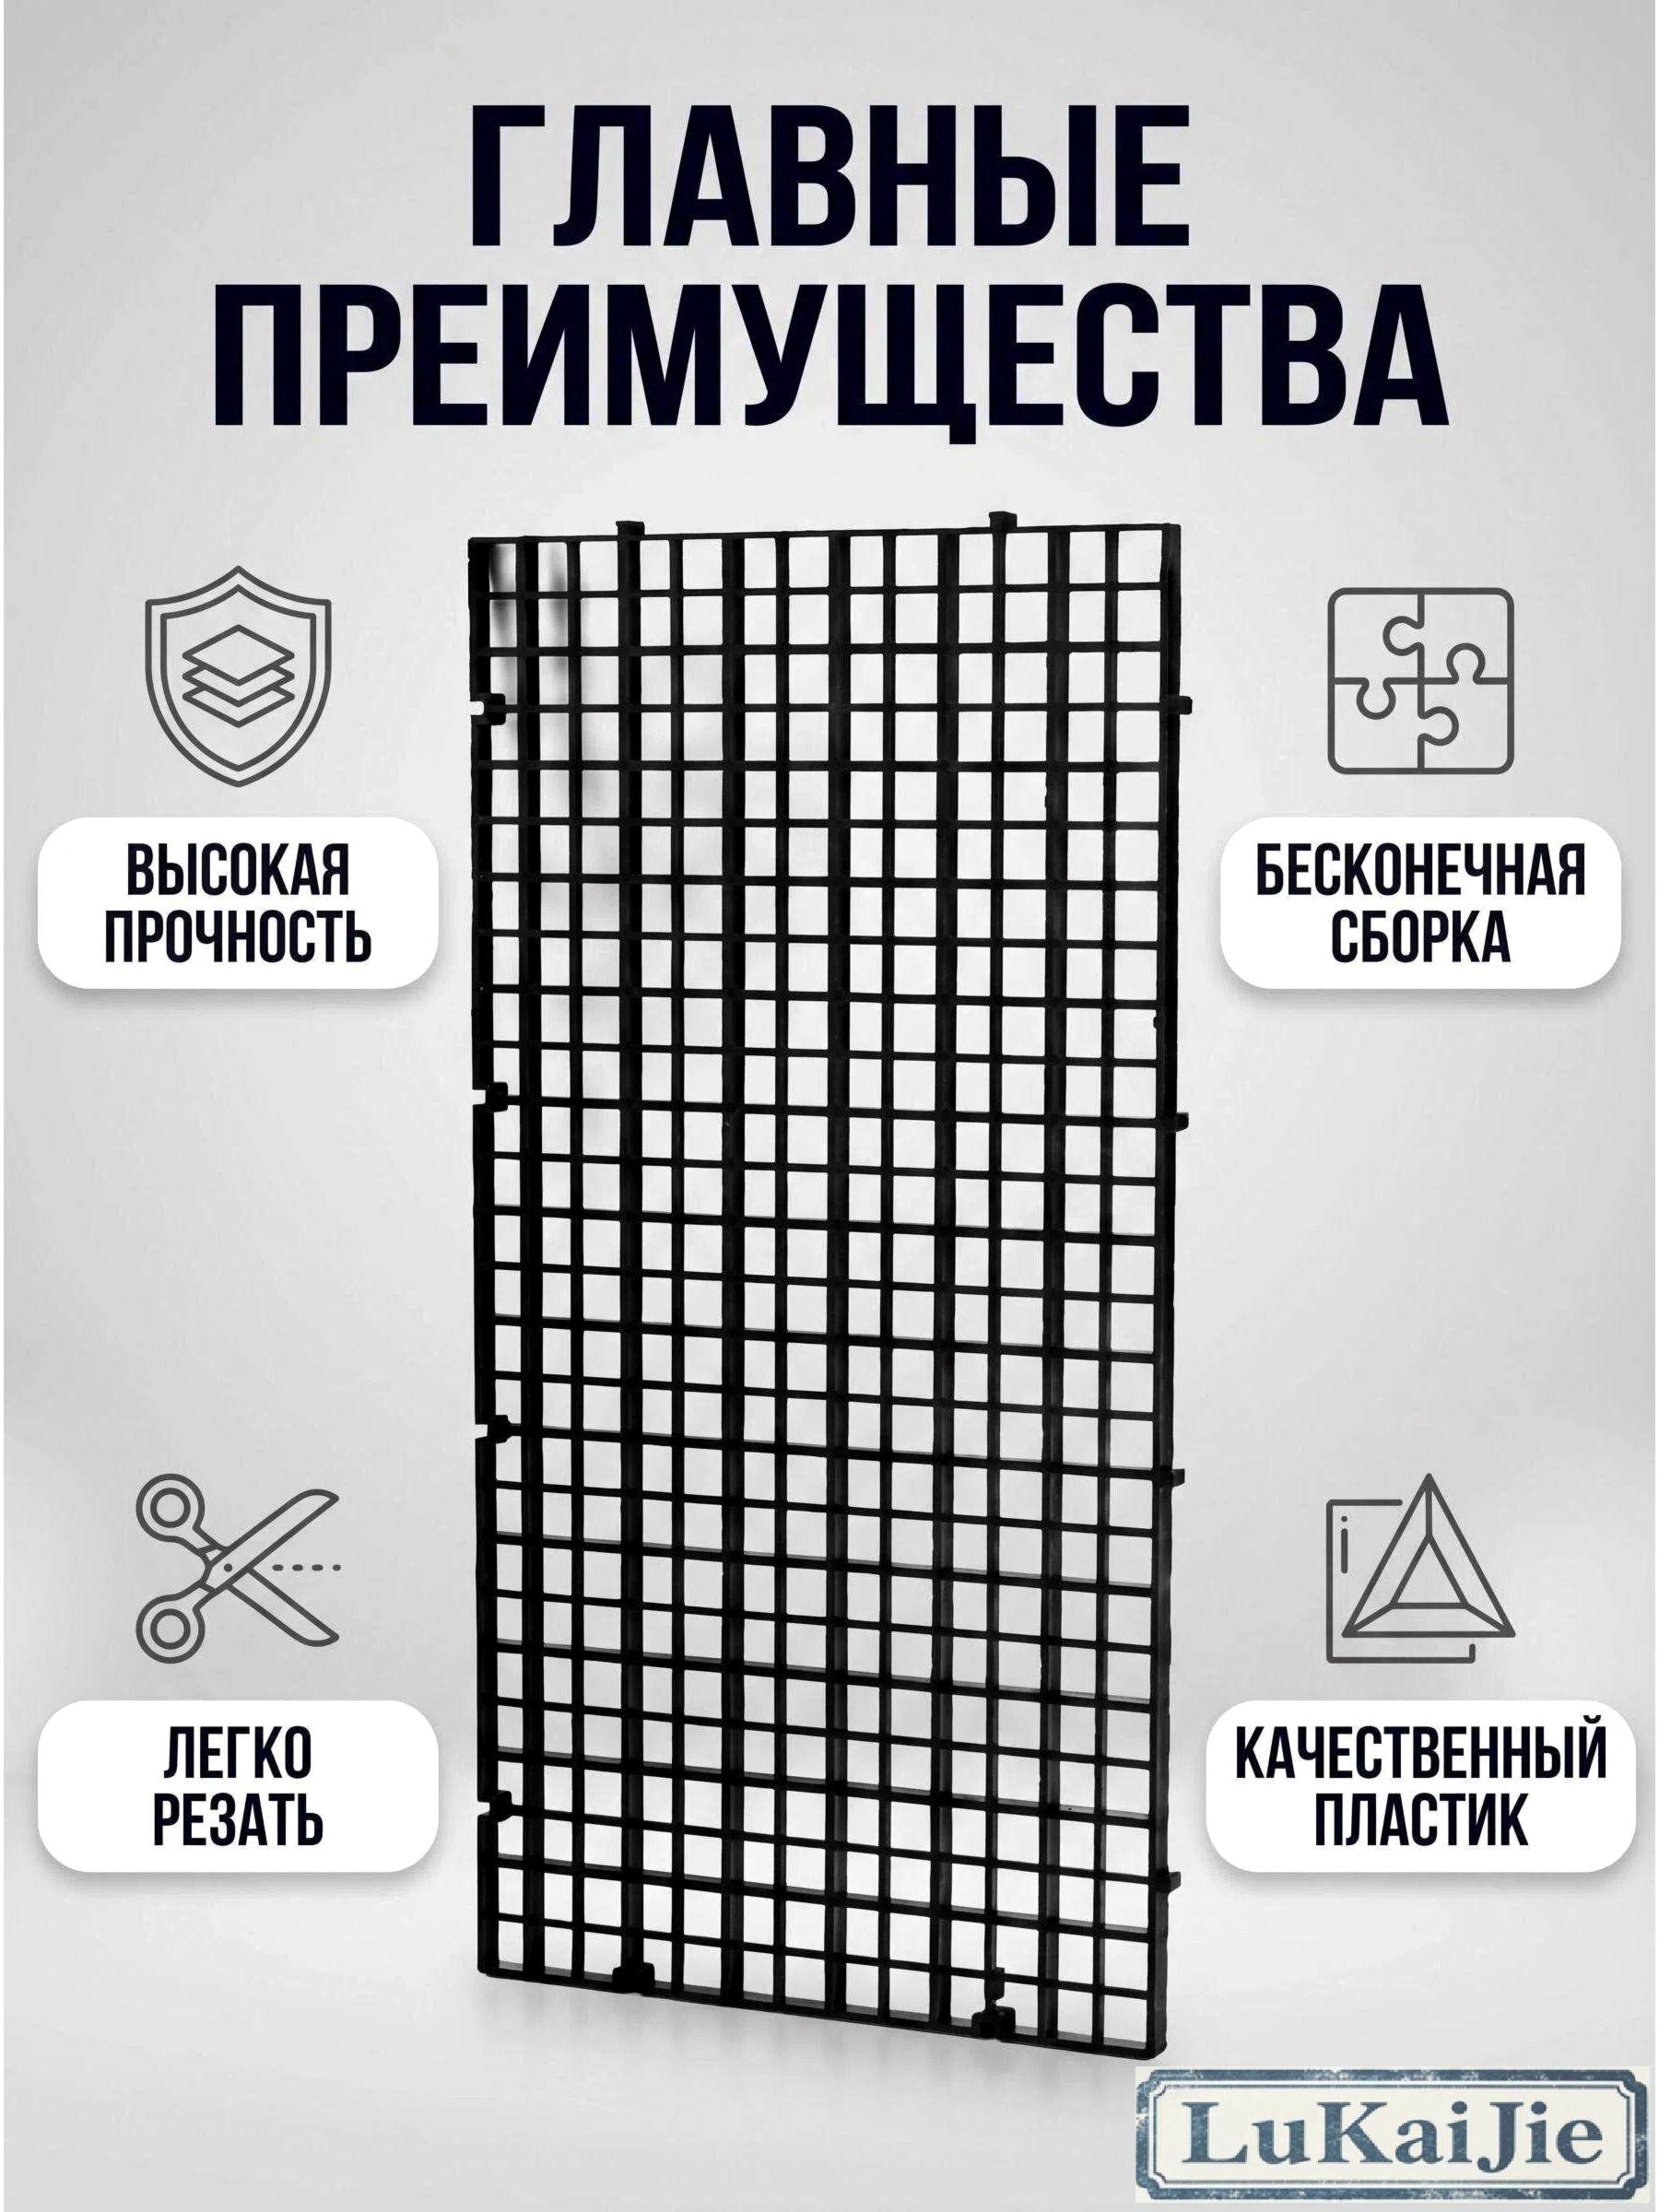 ГЛАВНЫЕ
ПРЕИМУЩЕСТВА
ВЫСОКАЯ
ПРОЧНОСТЬ
БЕСКОНЕЧНАЯ
СБОРКА
ЛЕГКО
РЕЗАТЬ
КАЧЕСТВЕННЫЙ
ПЛАСТИК
LuKaiJie